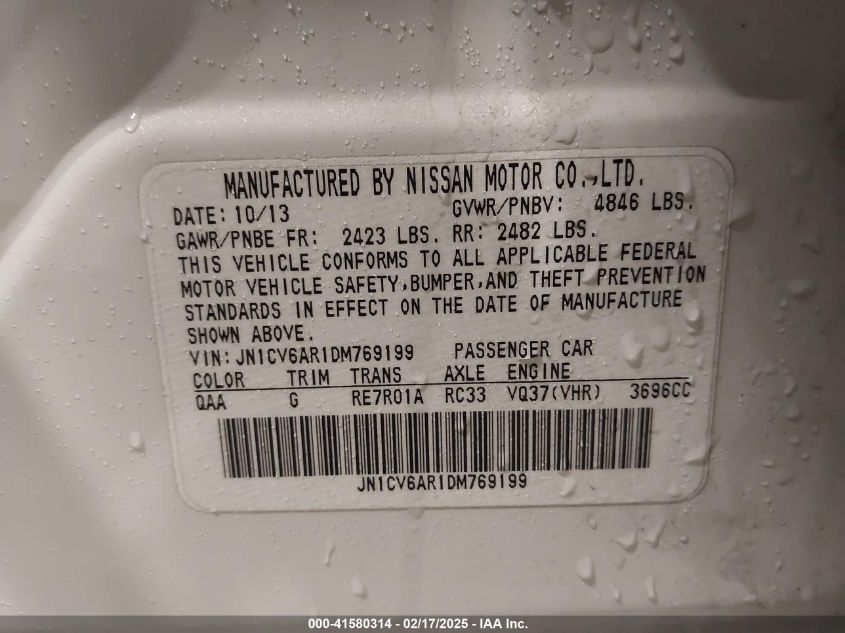 MANUFACTURED BY NISSAN MOTOR CO.,LTD.
DATE: 10/13 GVWR/PNBV: 4846 LBS.
GAWR/PNBE FR: 2423 LBS. RR: 2482 LBS.
THIS VEHICLE CONFORMS TO ALL APPLICABLE FEDERAL
MOTOR VEHICLE SAFETY,BUMPER,AND THEFT PREVENTION
STANDARDS IN EFFECT ON THE DATE OF MANUFACTURE
SHOWN ABOVE.
VIN: JN1CV6AR1DM769199 PASSENGER CAR
COLOR TRIM TRANS AXLE ENGINE
QAA G RE7R01A RC33 VQ37(VHR) 3696CC
JN1CV6AR1DM769199
000-41580314 - 02/17/2025 - IAA Inc.